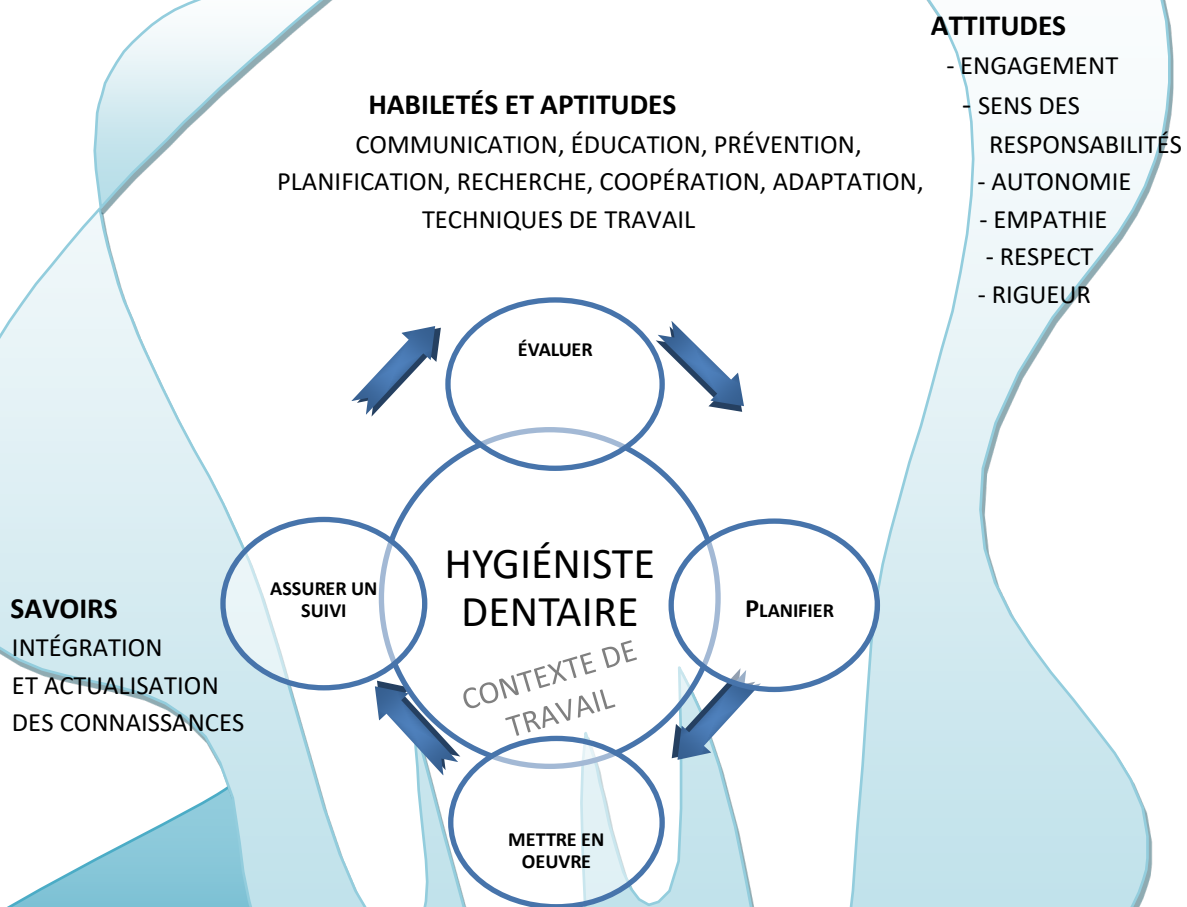 ATTITUDES
- ENGAGEMENT
- SENS DES
RESPONSABILITÉS
- AUTONOMIE
- EMPATHIE
- RESPECT
- RIGUEUR
HABILETÉS ET APTITUDES
COMMUNICATION, ÉDUCATION, PRÉVENTION,
PLANIFICATION, RECHERCHE, COOPÉRATION, ADAPTATION,
TECHNIQUES DE TRAVAIL
ÉVALUER
HYGIÉNISTE
DENTAIRE
CONTEXTE DE
TRAVAIL
PLANIFIER
METTRE EN
OEUVRE
ASSURER UN
SUIVI
SAVOIRS
INTÉGRATION
ET ACTUALISATION
DES CONNAISSANCES